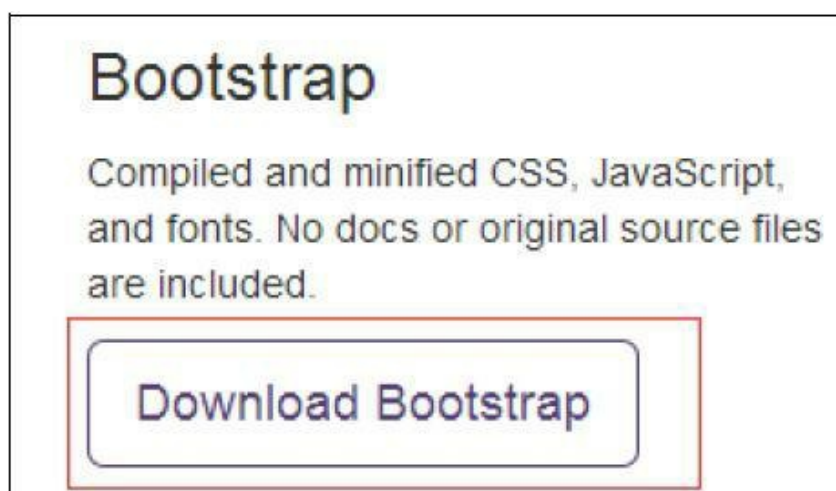 Bootstrap
Compiled and minified CSS, JavaScript,
and fonts. No docs or original source files
are included.
Download Bootstrap